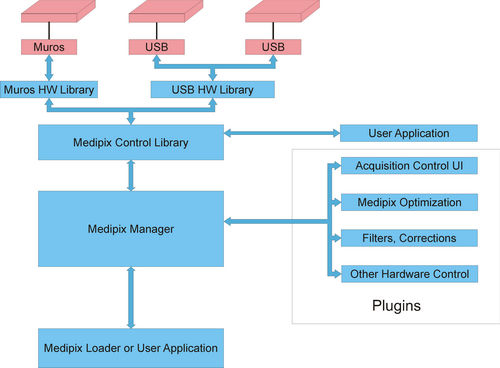 Muros
USB
USB
Muros HW Library
USB HW Library
Medipix Control Library
User Application
Acquisition Control UI
Medipix Manager
Medipix Optimization
Filters, Corrections
Other Hardware Control
Plugins
Medipix Loader or User Application